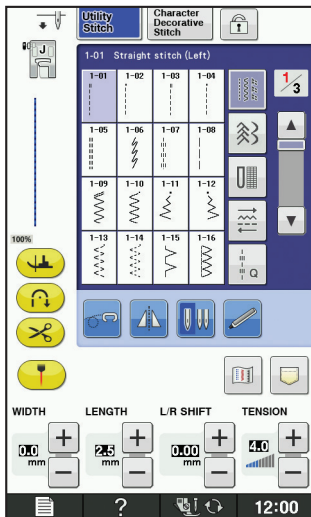 Utility
Stitch
Character
Decorative
Stitch
J
1-01 Straight stitch (Left)
1-01 1-02 1-03 1-04
1/3
1-05 1-06 1-07 1-08
1-09 1-10 1-11 1-12
1-13 1-14 1-15 1-16
Q
100%
WIDTH LENGTH L/R SHIFT TENSION
0.0 mm + − 2.5 mm + − 0.00 mm + − 4.0 + −
? 12:00